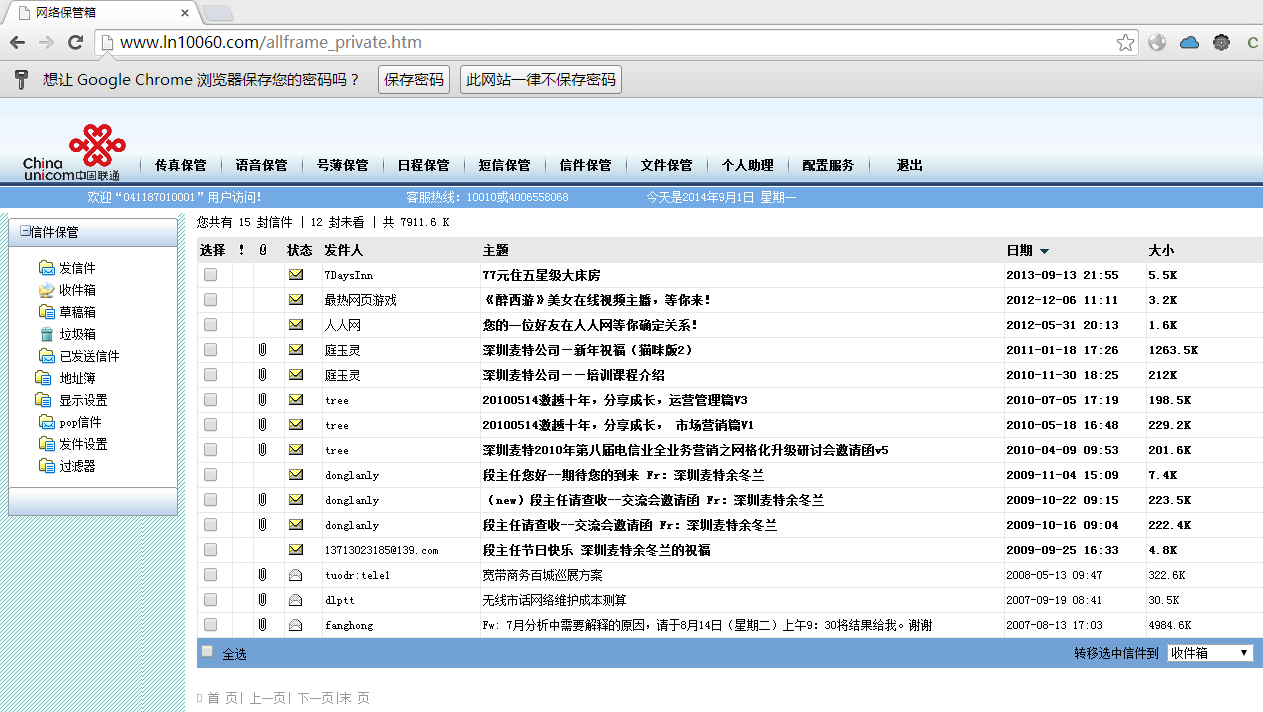 网络保管箱
www.ln10060.com/allframe_private.htm
想让 Google Chrome 浏览器保存您的密码吗？ 保存密码 此网站一律不保存密码
China unicom中国联通
传真保管 语音保管 号薄保管 日程保管 短信保管 信件保管 文件保管 个人助理 配置服务 退出
欢迎“041187010001”用户访问! 客服热线：10010或4006558068 今天是2014年9月1日 星期一
信件保管
发信件
收件箱
草稿箱
垃圾箱
已发送信件
地址簿
显示设置
pop信件
发件设置
过滤器
您共有 15 封信件 | 12 封未看 | 共 7911.6 K
选择 ! 状态 发件人 主题 日期 大小
7DaysInn 77元住五星级大床房 2013-09-13 21:55 5.5K
最热网页游戏 《醉西游》美女在线视频主播，等你来! 2012-12-06 11:11 3.2K
人人网 您的一位好友在人人网等你确定关系! 2012-05-31 20:13 1.6K
庭玉灵 深圳麦特公司－新年祝福（猫咪版2） 2011-01-18 17:26 1263.5K
庭玉灵 深圳麦特公司－－培训课程介绍 2010-11-30 18:25 212K
tree 20100514激越十年，分享成长，运营管理篇V3 2010-07-05 17:19 198.5K
tree 20100514激越十年，分享成长， 市场营销篇V1 2010-05-18 16:48 229.2K
tree 深圳麦特2010年第八届电信业全业务营销之网格化升级研讨会邀请函v5 2010-04-09 09:53 201.6K
donglanly 段主任您好--期待您的到来 Fr: 深圳麦特余冬兰 2009-11-04 15:09 7.4K
donglanly （new）段主任请查收--交流会邀请函 Fr: 深圳麦特余冬兰 2009-10-22 09:15 223.5K
donglanly 段主任请查收--交流会邀请函 Fr: 深圳麦特余冬兰 2009-10-16 09:04 222.4K
13713023185@139.com 段主任节日快乐 深圳麦特余冬兰的祝福 2009-09-25 16:33 4.8K
tuodr:tele1 宽带商务百城巡展方案 2008-05-13 09:47 322.6K
dlptt 无线市话网络维护成本测算 2007-09-19 08:41 30.5K
fanghong Fw: 7月分析中需要解释的原因，请于8月14日（星期二）上午9：30将结果给我。谢谢 2007-08-13 17:03 4984.6K
全选 转移选中信件到 收件箱
首 页| 上一页| 下一页|末 页